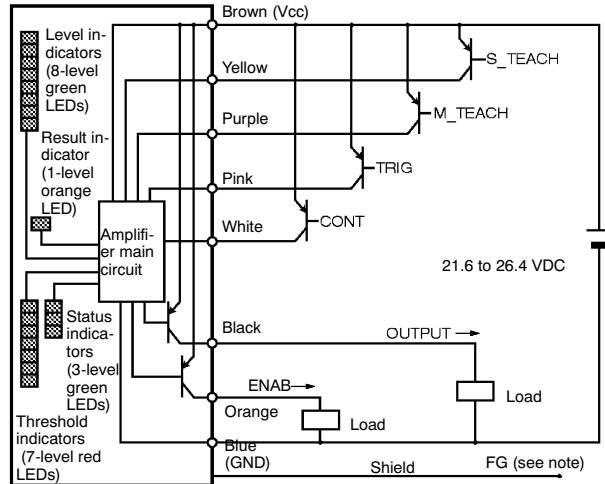 Level in-
dicators
(8-level
green
LEDs)
Result in-
dicator
(1-level
orange
LED)
Amplifi-
er main
circuit
Status
indica-
tors
(3-level
green
LEDs)
Threshold
indicators
(7-level red
LEDs)
Brown (Vcc)
Yellow
Purple
Pink
White
Black
Orange
Blue
(GND)
S_TEACH
M_TEACH
TRIG
CONT
21.6 to 26.4 VDC
OUTPUT
ENAB
Load
Load
Shield
FG (see note)